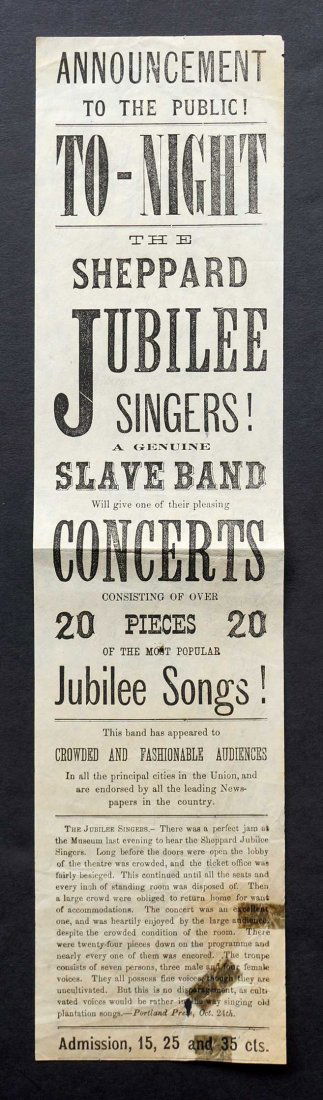 ANNOUNCEMENT
TO THE PUBLIC!
TO-NIGHT
THE
SHEPPARD
JUBILEE
SINGERS!
A GENUINE
SLAVE BAND
Will give one of their pleasing
CONCERTS
CONSISTING OF OVER
20 PIECES 20
OF THE MOST POPULAR
Jubilee Songs!
This band has appeared to
CROWDED AND FASHIONABLE AUDIENCES
In all the principal cities in the Union, and
are endorsed by all the leading News-
papers in the country.
THE JUBILEE SINGERS.— There was a perfect jam at
the Museum last evening to hear the Sheppard Jubilee
Singers. Long before the doors were open the lobby
of the theatre was crowded, and the ticket office was
fairly besieged. This continued until all the seats and
every inch of standing room was disposed of. Then
a large crowd were obliged to return home for want
of accommodations. The concert was an excellent
one, and was heartily enjoyed by the large audience,
despite the crowded condition of the room. There
were twenty-four pieces down on the programme and
nearly every one of them was encored. The troupe
consists of seven persons, three male and four female
voices. They all possess fine voices, though they are
uncultivated. But this is no disparagement, as cult-
vated voices would be rather in the way singing old
plantation songs.—Portland Press, Oct. 24th.
Admission, 15, 25 and 35 cts.